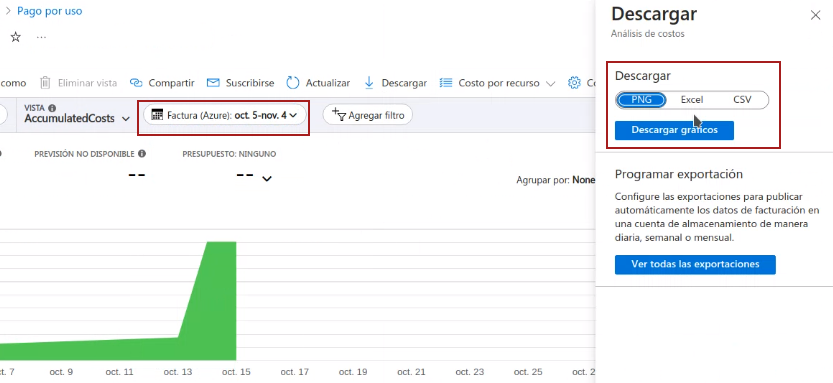 > Pago por uso
...
como Eliminar vista Compartir Suscribirse Actualizar Descargar Costo por recurso Co
VISTA
AccumulatedCosts
Factura (Azure): oct. 5-nov. 4
Agregar filtro
PREVISIÓN NO DISPONIBLE
--
PRESUPUESTO: NINGUNO
--
Agrupar por: None
ct. 7 oct. 9 oct. 11 oct. 13 oct. 15 oct. 17 oct. 19 oct. 21 oct. 23 oct. 25 oct. 2
Descargar
Análisis de costos
Descargar
PNG Excel CSV
Descargar gráficos
Programar exportación
Configure las exportaciones para publicar
automáticamente los datos de facturación en
una cuenta de almacenamiento de manera
diaria, semanal o mensual.
Ver todas las exportaciones